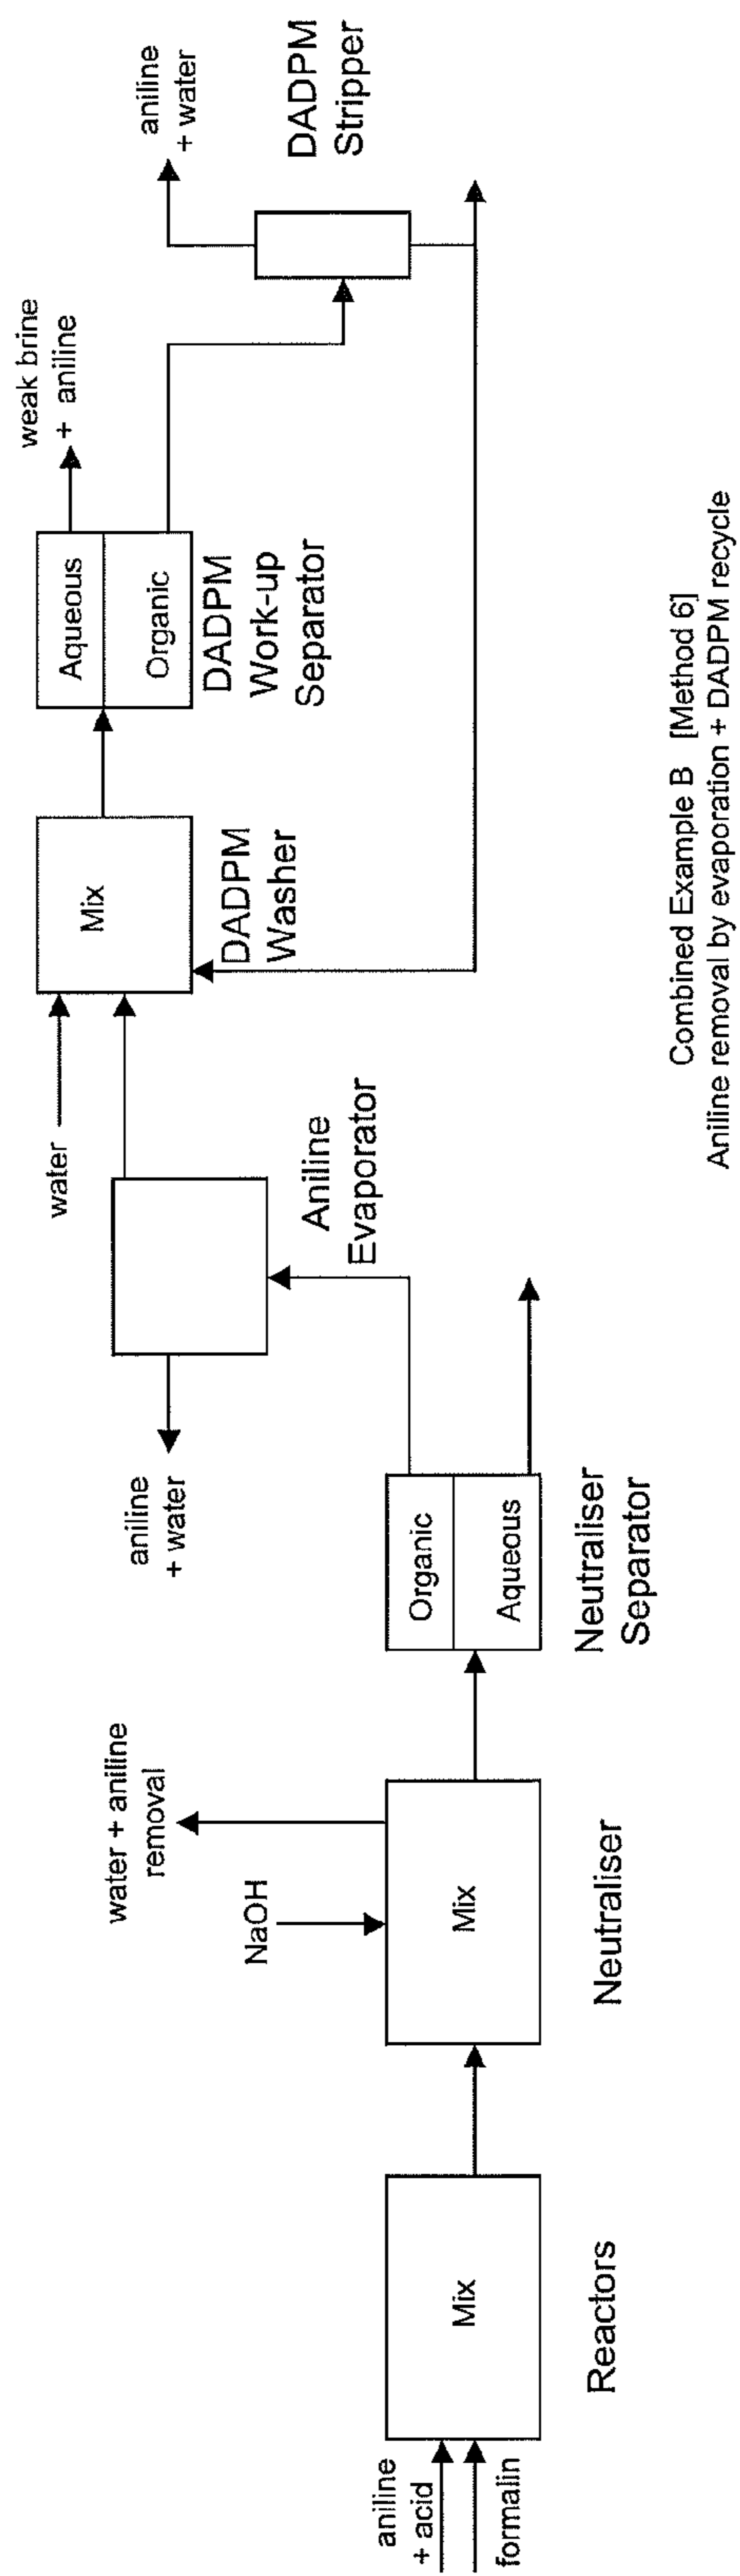 aniline
+ acid
formalin
Mix
Reactors
NaOH
water + aniline
removal
Mix
Neutraliser
Organic
Aqueous
Neutraliser
Separator
aniline
+ water
Aniline
Evaporator
water
Mix
DADPM
Washer
Aqueous
Organic
DADPM
Work-up
Separator
weak brine
+ aniline
aniline
+ water
DADPM
Stripper
Combined Example B [Method 6]
Aniline removal by evaporation + DADPM recycle